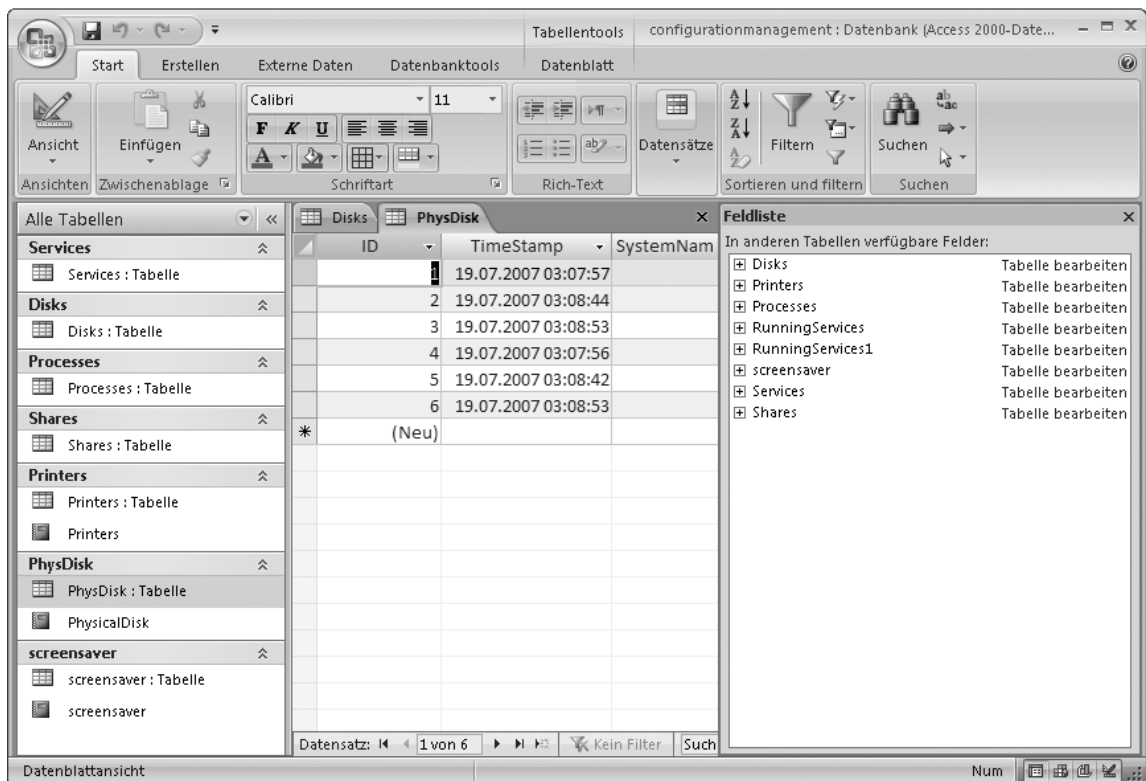 Tabellentools configurationmanagement : Datenbank (Access 2000-Date...
Start Erstellen Externe Daten Datenbanktools Datenblatt
Calibri 11
F K U
Ansicht Einfügen Datensätze Filtern Suchen
Ansichten Zwischenablage Schriftart Rich-Text Sortieren und filtern Suchen
Alle Tabellen
Services
Services : Tabelle
Disks
Disks : Tabelle
Processes
Processes : Tabelle
Shares
Shares : Tabelle
Printers
Printers : Tabelle
Printers
PhysDisk
PhysDisk : Tabelle
PhysicalDisk
screensaver
screensaver : Tabelle
screensaver
Disks PhysDisk
ID TimeStamp SystemNam
1 19.07.2007 03:07:57
2 19.07.2007 03:08:44
3 19.07.2007 03:08:53
4 19.07.2007 03:07:56
5 19.07.2007 03:08:42
6 19.07.2007 03:08:53
(Neu)
Datensatz: 1 von 6 Kein Filter Such
Feldliste
In anderen Tabellen verfügbare Felder:
Disks Tabelle bearbeiten
Printers Tabelle bearbeiten
Processes Tabelle bearbeiten
RunningServices Tabelle bearbeiten
RunningServices1 Tabelle bearbeiten
screensaver Tabelle bearbeiten
Services Tabelle bearbeiten
Shares Tabelle bearbeiten
Datenblattansicht Num